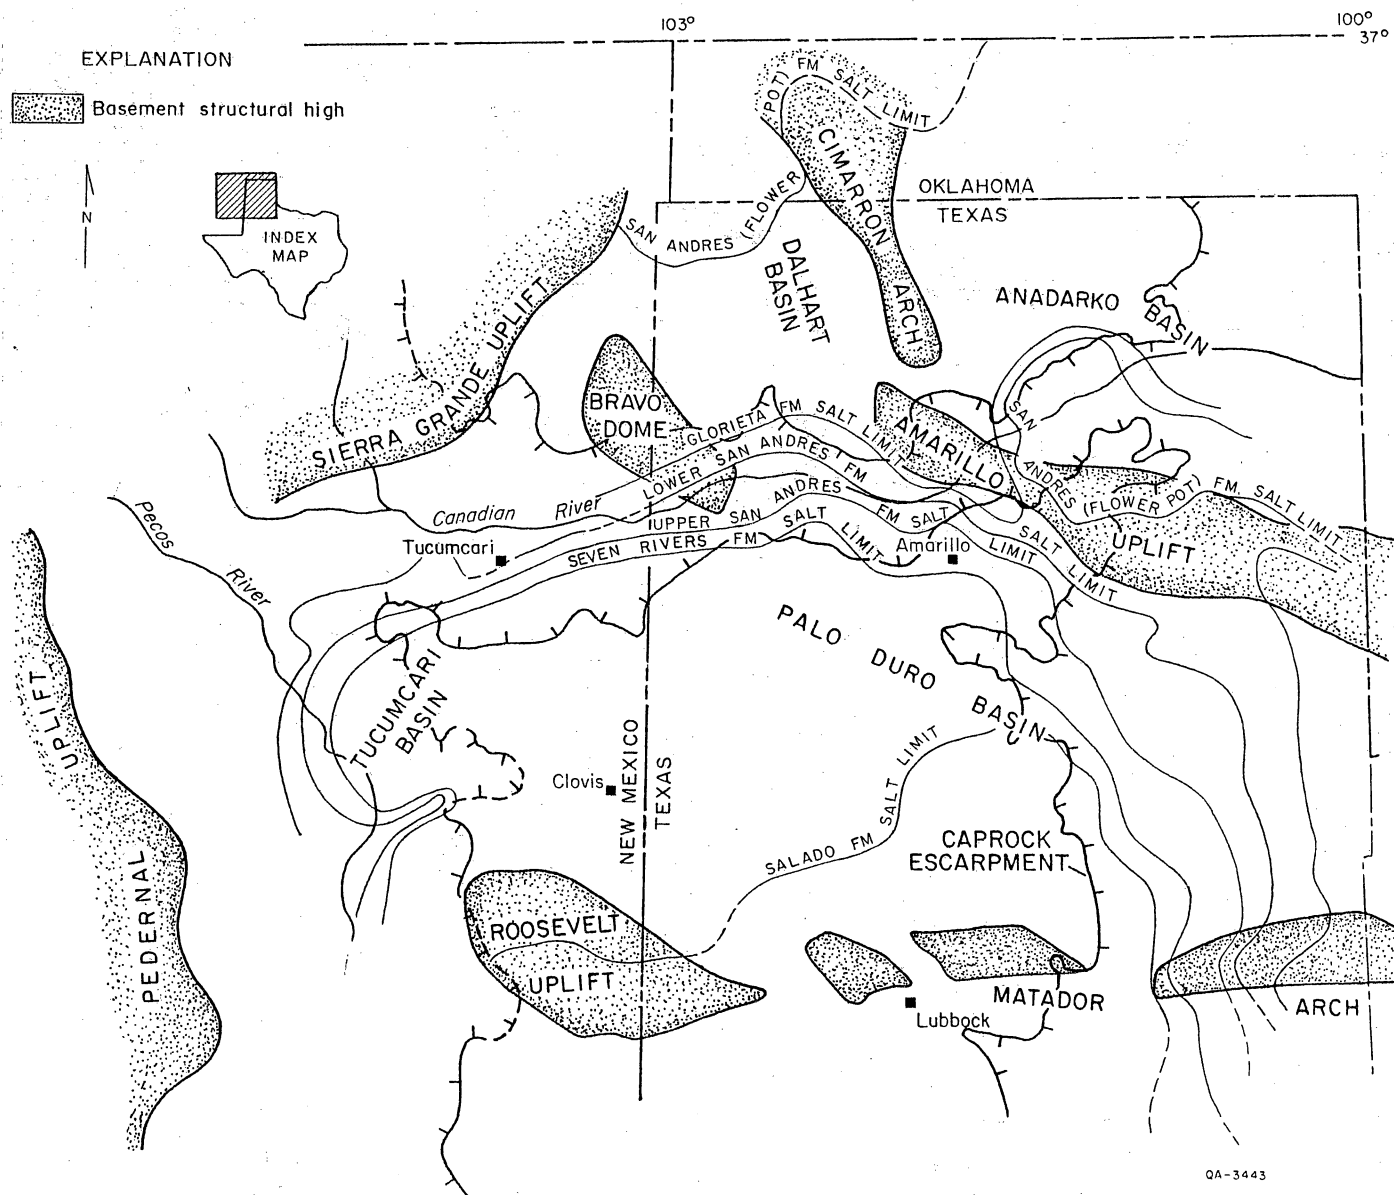 103°
100°
37°
EXPLANATION
Basement structural high
N
INDEX
MAP
SAN ANDRES (FLOWER POT) FM SALT LIMIT
CIMARRON ARCH
OKLAHOMA
TEXAS
DALHART
BASIN
ANADARKO
BASIN
SIERRA GRANDE UPLIFT
BRAVO
DOME
GLORIETA FM SALT LIMIT
LOWER SAN ANDRES FM SALT LIMIT
UPPER SAN ANDRES FM SALT LIMIT
SEVEN RIVERS FM SALT LIMIT
AMARILLO
UPLIFT
SAN ANDRES (FLOWER POT) FM SALT LIMIT
Canadian River
Pecos River
Tucumcari
Amarillo
PALO DURO
BASIN
TUCUMCARI
BASIN
UPLIFT
PEDERNAL
Clovis
NEW MEXICO
TEXAS
SALADO FM SALT LIMIT
CAPROCK
ESCARPMENT
ROOSEVELT
UPLIFT
MATADOR
ARCH
Lubbock
QA-3443